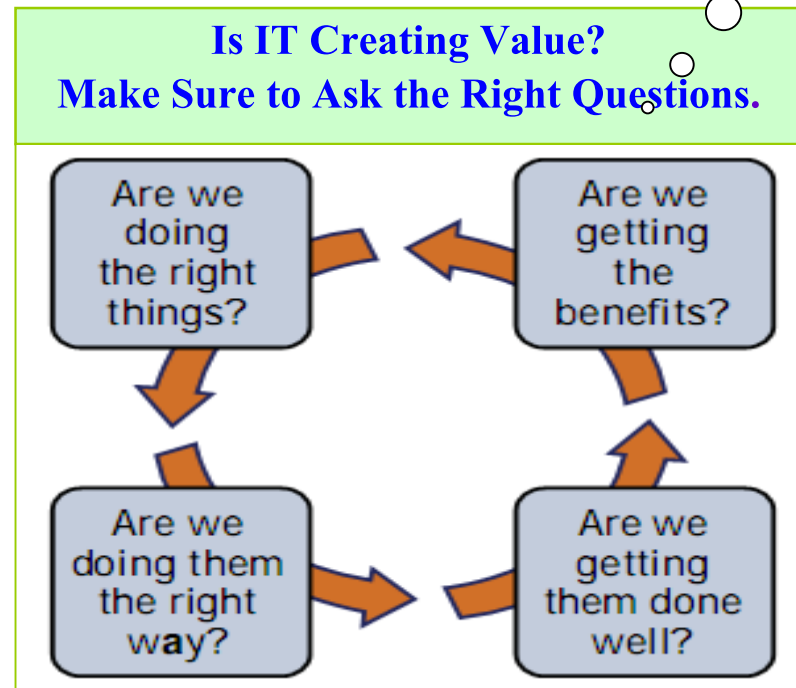 Is IT Creating Value?
Make Sure to Ask the Right Questions.
Are we
doing
the right
things?
Are we
getting
the
benefits?
Are we
doing them
the right
way?
Are we
getting
them done
well?